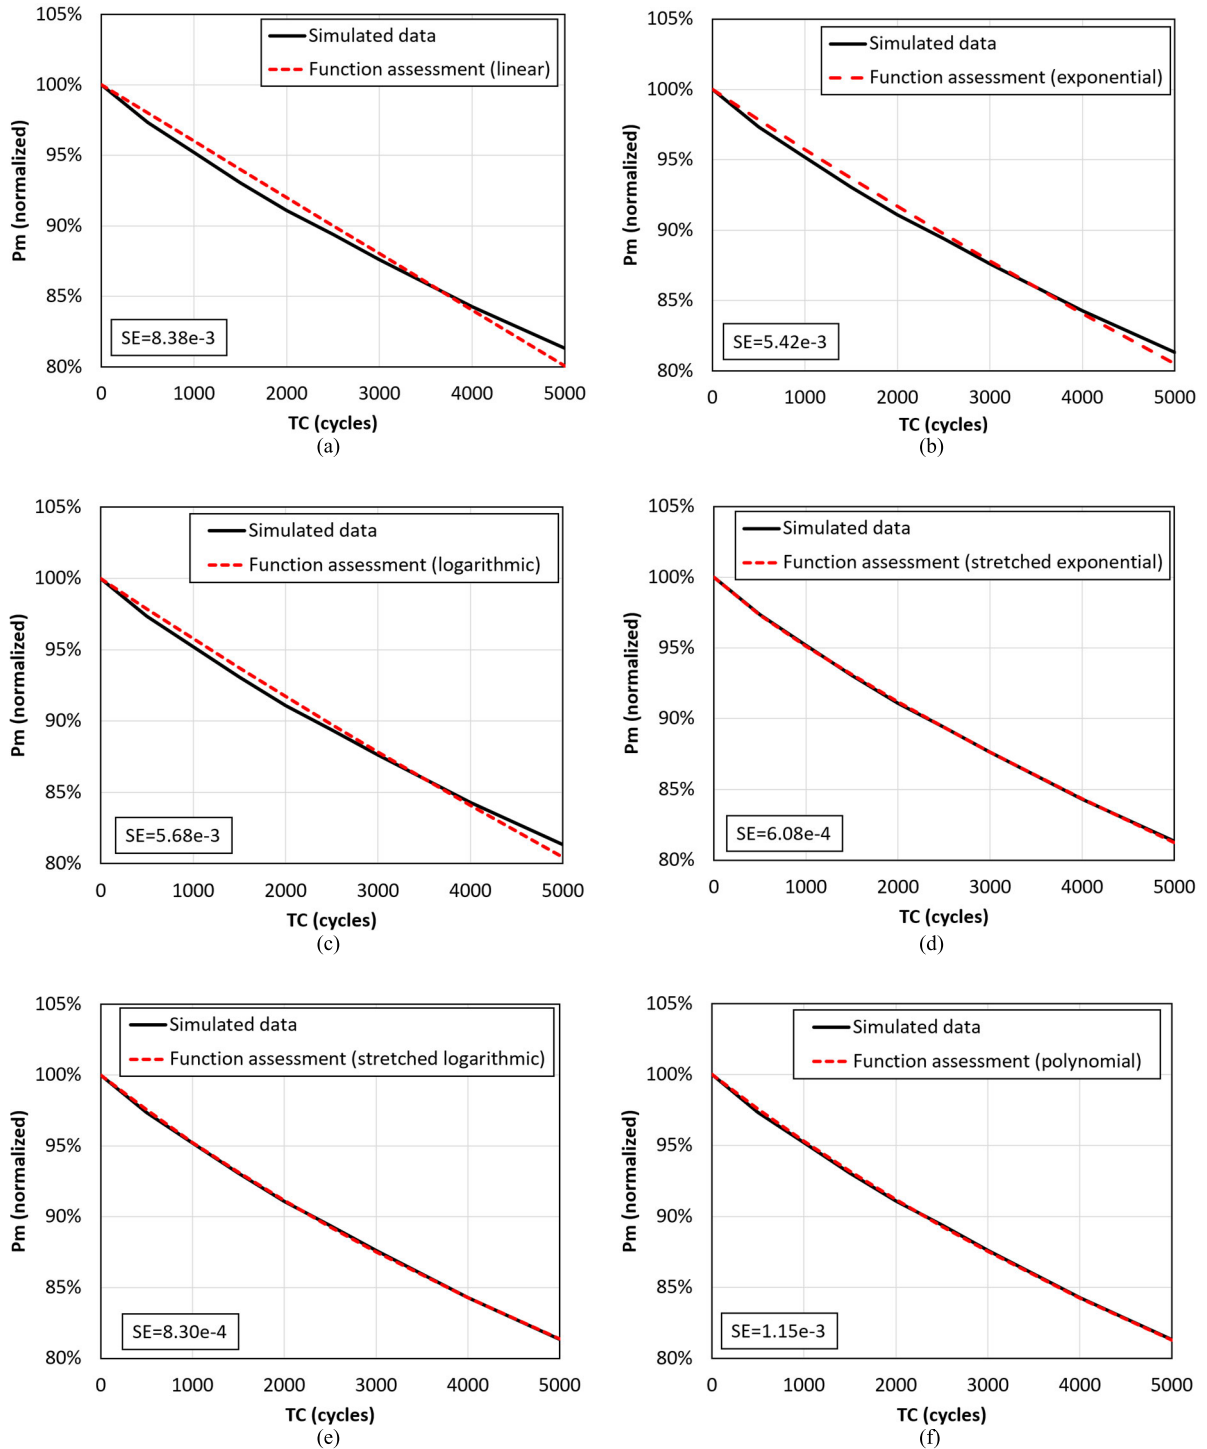 105%
100%
95%
90%
85%
80%
Pm (normalized)
Simulated data
Function assessment (linear)
SE=8.38e-3
0 1000 2000 3000 4000 5000
TC (cycles)
(a)
105%
100%
95%
90%
85%
80%
Pm (normalized)
Simulated data
Function assessment (exponential)
SE=5.42e-3
0 1000 2000 3000 4000 5000
TC (cycles)
(b)
105%
100%
95%
90%
85%
80%
Pm (normalized)
Simulated data
Function assessment (logarithmic)
SE=5.68e-3
0 1000 2000 3000 4000 5000
TC (cycles)
(c)
105%
100%
95%
90%
85%
80%
Pm (normalized)
Simulated data
Function assessment (stretched exponential)
SE=6.08e-4
0 1000 2000 3000 4000 5000
TC (cycles)
(d)
105%
100%
95%
90%
85%
80%
Pm (normalized)
Simulated data
Function assessment (stretched logarithmic)
SE=8.30e-4
0 1000 2000 3000 4000 5000
TC (cycles)
(e)
105%
100%
95%
90%
85%
80%
Pm (normalized)
Simulated data
Function assessment (polynomial)
SE=1.15e-3
0 1000 2000 3000 4000 5000
TC (cycles)
(f)